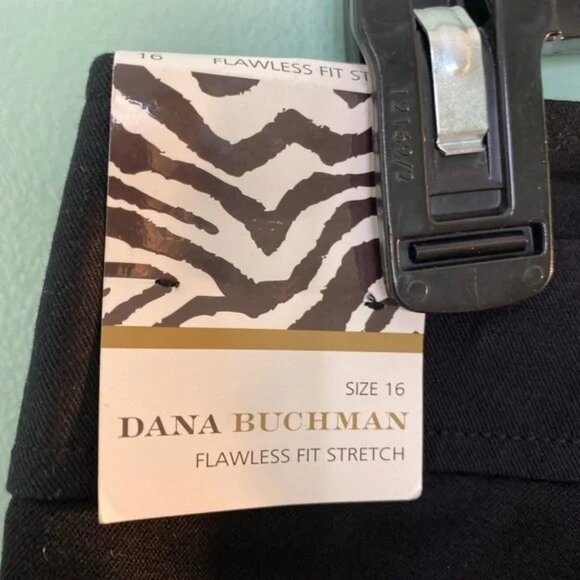 16 FLAWLESS FIT ST
SIZE 16
DANA BUCHMAN
FLAWLESS FIT STRETCH